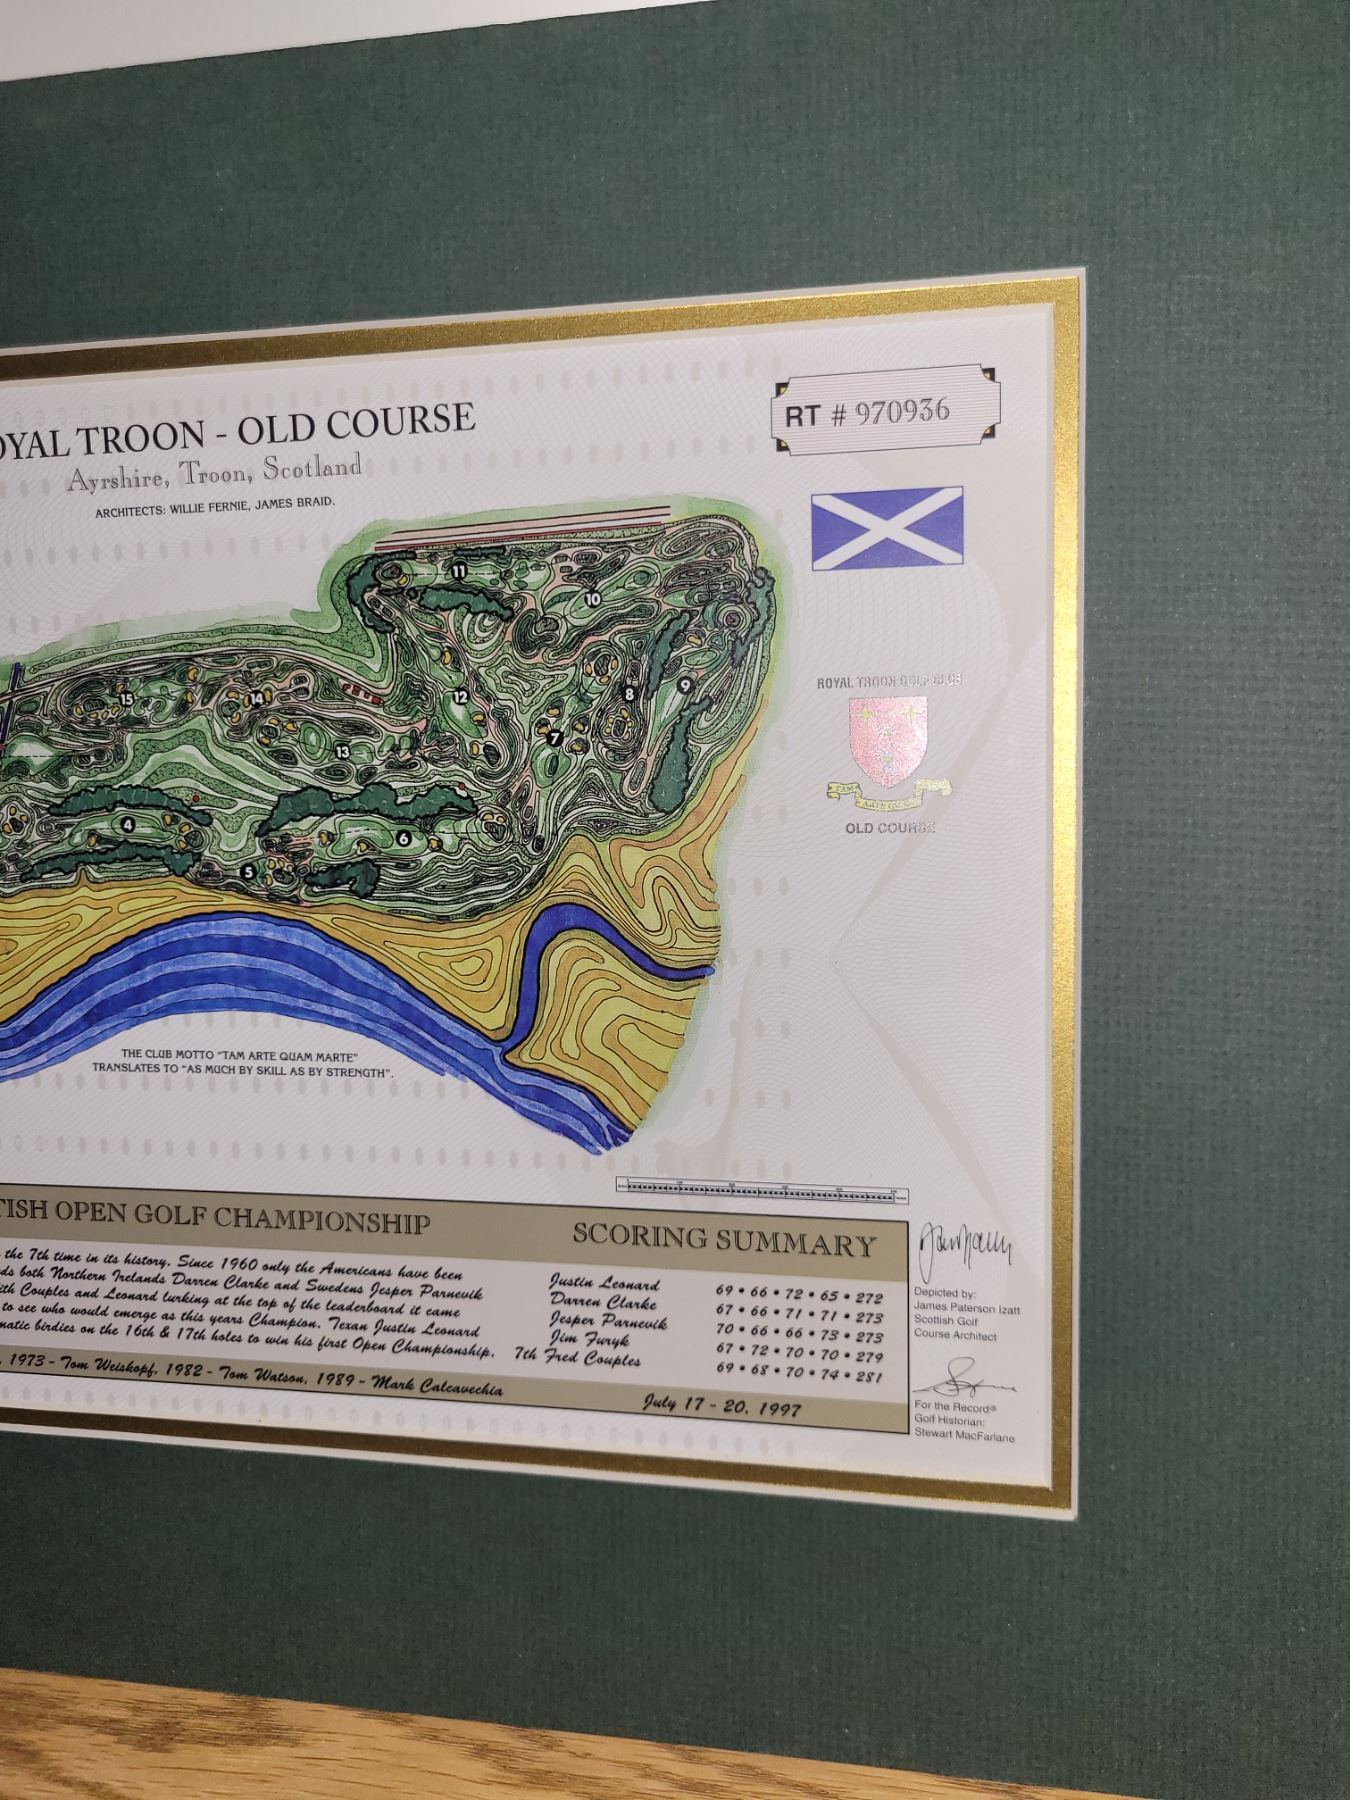 OYAL TROON - OLD COURSE
Ayrshire, Troon, Scotland
ARCHITECTS: WILLIE FERNIE, JAMES BRAID.
RT # 970936
11
10
15
14
12
8
9
7
13
4
6
5
ROYAL TROON GOLF CLUB
TAM ARTE QUAM
OLD COURSE
THE CLUB MOTTO "TAM ARTE QUAM MARTE"
TRANSLATES TO "AS MUCH BY SKILL AS BY STRENGTH".
TISH OPEN GOLF CHAMPIONSHIP
the 7th time in its history. Since 1960 only the Americans have been
ds both Northern Irelands Darren Clarke and Swedens Jesper Parnevik
ith Couples and Leonard lurking at the top of the leaderboard it came
to see who would emerge as this years Champion. Texan Justin Leonard
matic birdies on the 16th & 17th holes to win his first Open Championship.
, 1973 - Tom Weiskopf, 1982 - Tom Watson, 1989 - Mark Calcavechia
SCORING SUMMARY
Justin Leonard 69 • 66 • 72 • 65 • 272
Darren Clarke 67 • 66 • 71 • 71 • 273
Jesper Parnevik 70 • 66 • 66 • 73 • 273
Jim Furyk 67 • 72 • 70 • 70 • 279
7th Fred Couples 69 • 68 • 70 • 74 • 281
July 17 - 20, 1997
Depicted by:
James Paterson Izatt
Scottish Golf
Course Architect
For the Record®
Golf Historian:
Stewart MacFarlane